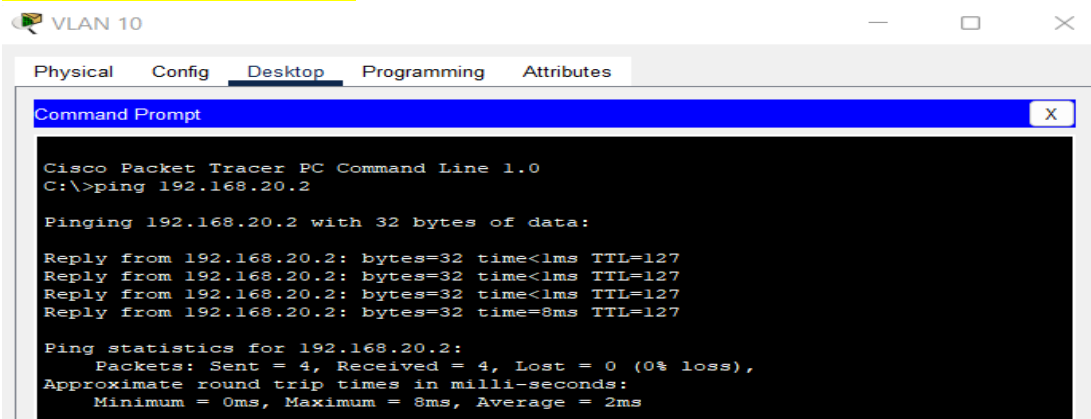 VLAN 10
Physical Config Desktop Programming Attributes
Command Prompt X
Cisco Packet Tracer PC Command Line 1.0
C:\>ping 192.168.20.2
Pinging 192.168.20.2 with 32 bytes of data:
Reply from 192.168.20.2: bytes=32 time<1ms TTL=127
Reply from 192.168.20.2: bytes=32 time<1ms TTL=127
Reply from 192.168.20.2: bytes=32 time<1ms TTL=127
Reply from 192.168.20.2: bytes=32 time=8ms TTL=127
Ping statistics for 192.168.20.2:
Packets: Sent = 4, Received = 4, Lost = 0 (0% loss),
Approximate round trip times in milli-seconds:
Minimum = 0ms, Maximum = 8ms, Average = 2ms